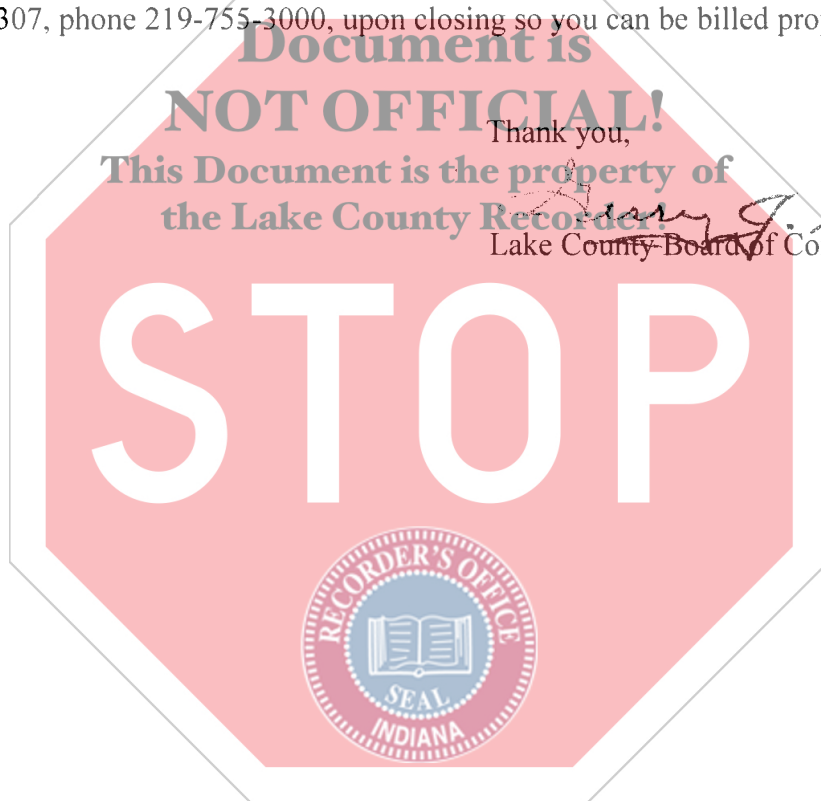 307, phone 219-755-3000, upon closing so you can be billed pro
Document is
NOT OFFICIAL!
Thank you,
This Document is the property of
the Lake County Recorder!
Lake County Board of Co
STOP
RECORDER'S OFFICE
SEAL
INDIANA